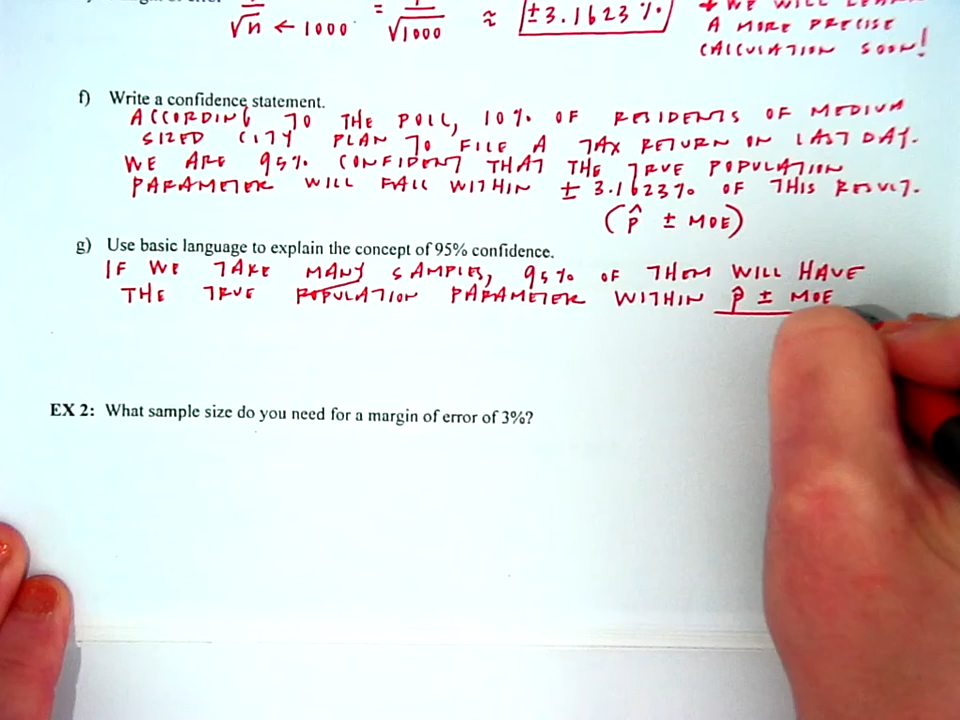 √n ← 1000 = 1/√1000 ≈ ±3.1623%
A MORE PRECISE
CALCULATION SOON!
f) Write a confidence statement.
ACCORDING TO THE POLL, 10% OF RESIDENTS OF MEDIUM
SIZED CITY PLAN TO FILE A TAX RETURN ON LAST DAY.
WE ARE 95% CONFIDENT THAT THE TRUE POPULATION
PARAMETER WILL FALL WITHIN ± 3.1623% OF THIS RESULT.
(p̂ ± MOE)
g) Use basic language to explain the concept of 95% confidence.
IF WE TAKE MANY SAMPLES, 95% OF THEM WILL HAVE
THE TRUE POPULATION PARAMETER WITHIN p̂ ± MOE
EX 2: What sample size do you need for a margin of error of 3%?